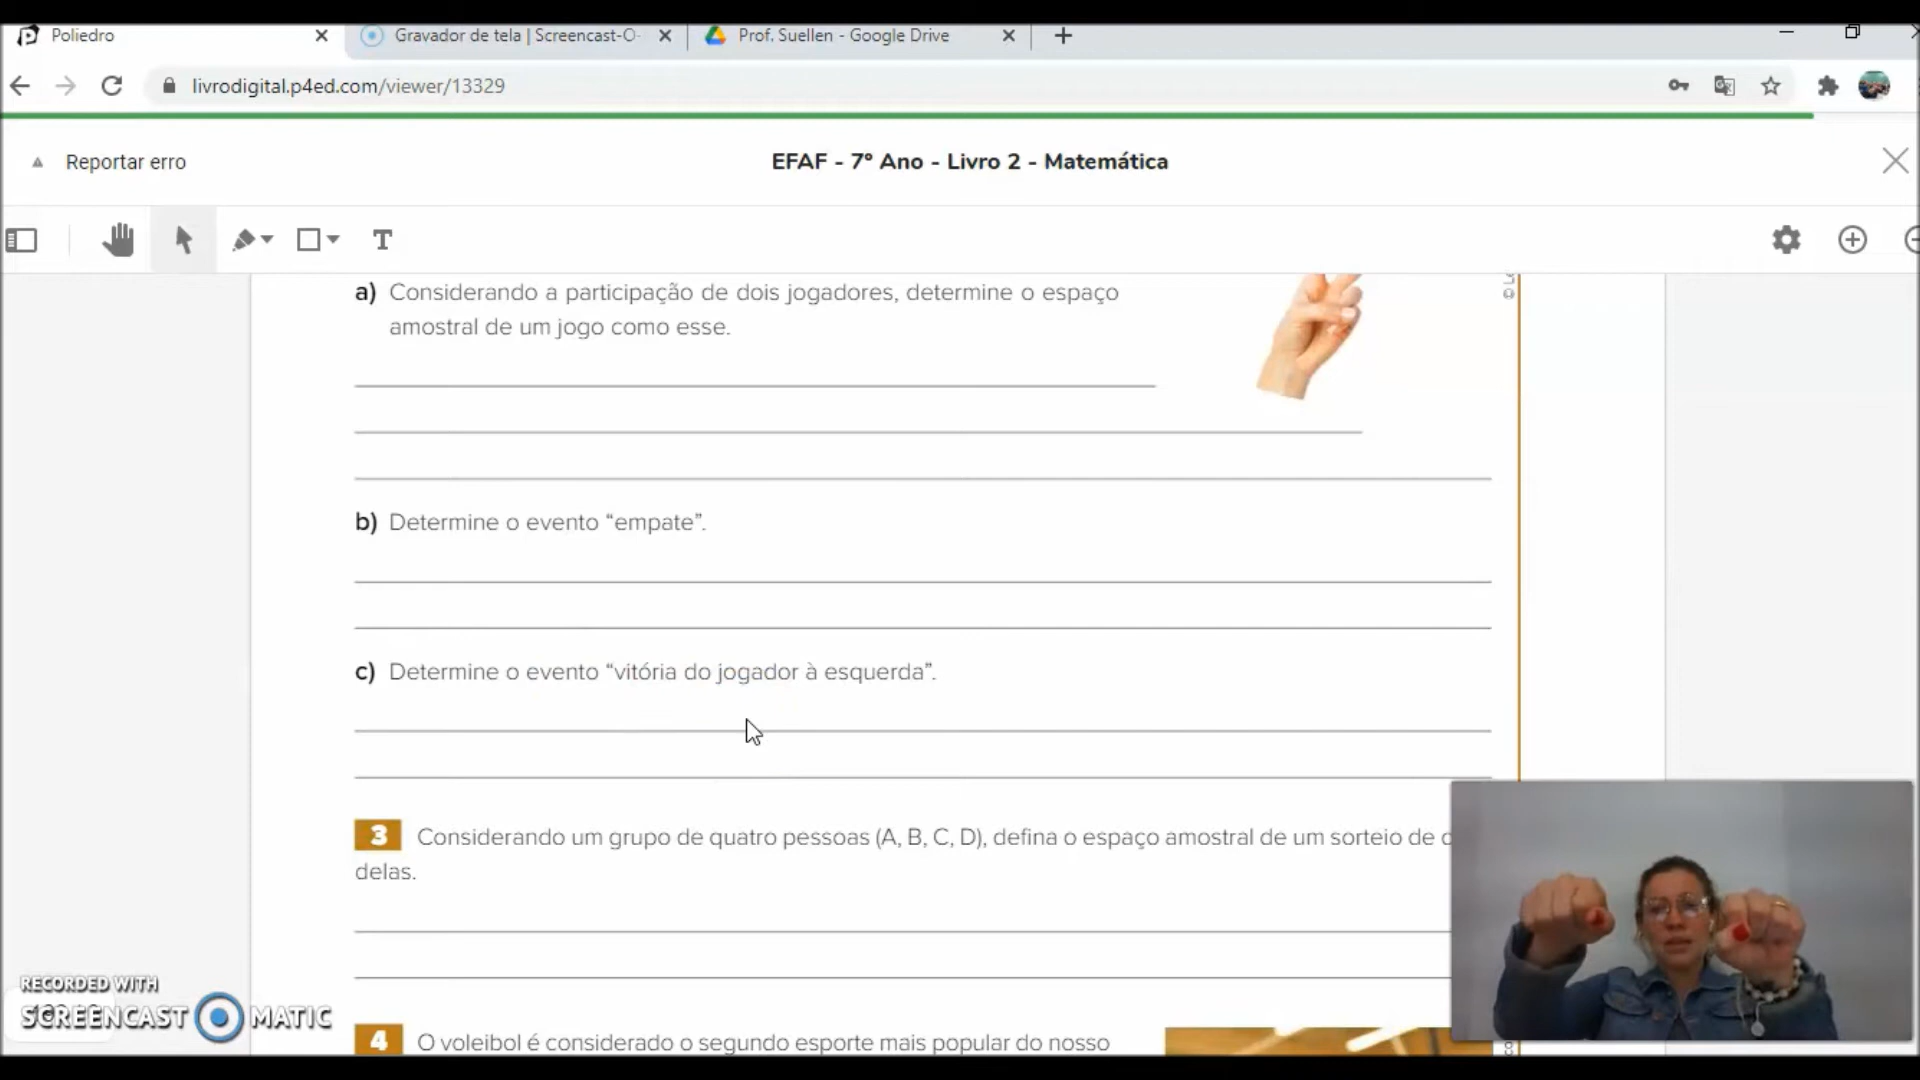 Poliedro
Gravador de tela | Screencast-O-
Prof. Suellen - Google Drive
livrodigital.p4ed.com/viewer/13329
Reportar erro
EFAF - 7º Ano - Livro 2 - Matemática
T
a) Considerando a participação de dois jogadores, determine o espaço
amostral de um jogo como esse.
b) Determine o evento “empate”.
c) Determine o evento “vitória do jogador à esquerda”.
3 Considerando um grupo de quatro pessoas (A, B, C, D), defina o espaço amostral de um sorteio de
delas.
RECORDED WITH
SCREENCAST MATIC
4 O voleibol é considerado o segundo esporte mais popular do nosso